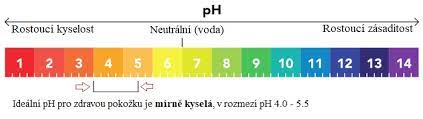 pH
Rostoucí kyselost Neutrální (voda) Rostoucí zásaditost
1 2 3 4 5 6 7 8 9 10 11 12 13 14
Ideální pH pro zdravou pokožku je mírně kyselá, v rozmezí pH 4.0 - 5.5